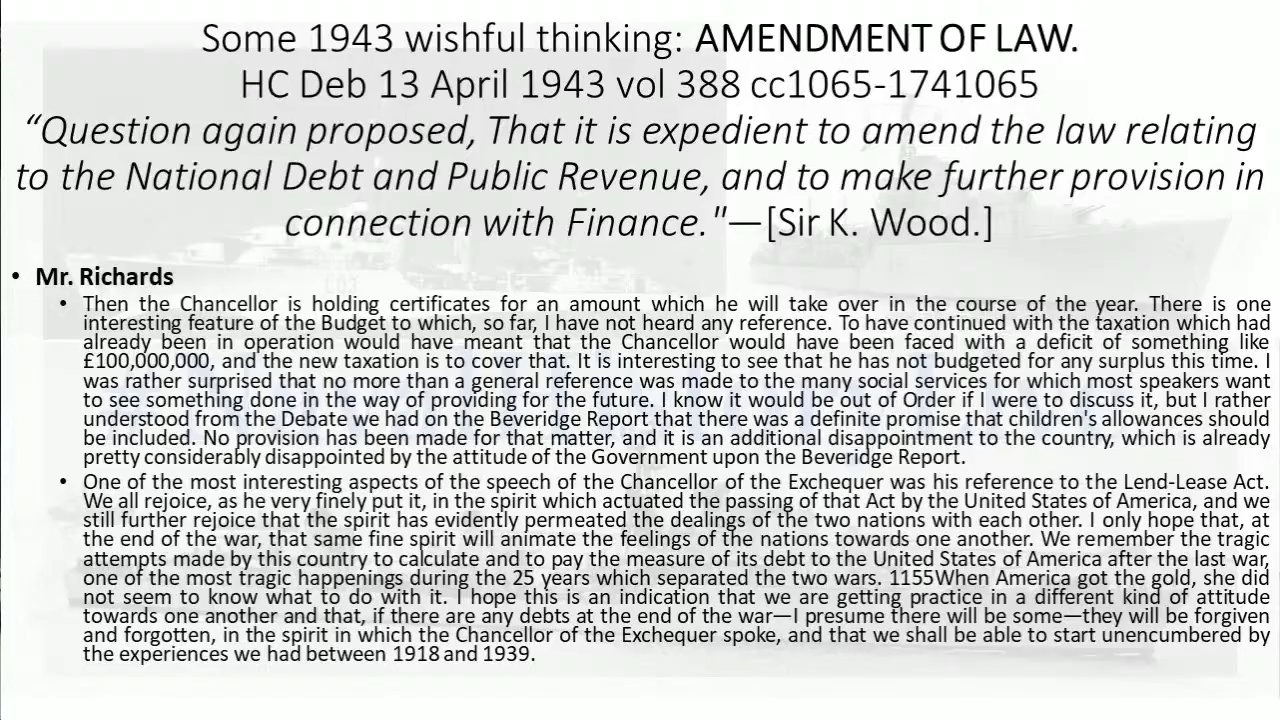 Some 1943 wishful thinking: AMENDMENT OF LAW.
HC Deb 13 April 1943 vol 388 cc1065-1741065
“Question again proposed, That it is expedient to amend the law relating
to the National Debt and Public Revenue, and to make further provision in
connection with Finance."—[Sir K. Wood.]
• Mr. Richards
• Then the Chancellor is holding certificates for an amount which he will take over in the course of the year. There is one
interesting feature of the Budget to which, so far, I have not heard any reference. To have continued with the taxation which had
already been in operation would have meant that the Chancellor would have been faced with a deficit of something like
£100,000,000, and the new taxation is to cover that. It is interesting to see that he has not budgeted for any surplus this time. I
was rather surprised that no more than a general reference was made to the many social services for which most speakers want
to see something done in the way of providing for the future. I know it would be out of Order if I were to discuss it, but I rather
understood from the Debate we had on the Beveridge Report that there was a definite promise that children's allowances should
be included. No provision has been made for that matter, and it is an additional disappointment to the country, which is already
pretty considerably disappointed by the attitude of the Government upon the Beveridge Report.
• One of the most interesting aspects of the speech of the Chancellor of the Exchequer was his reference to the Lend-Lease Act.
We all rejoice, as he very finely put it, in the spirit which actuated the passing of that Act by the United States of America, and we
still further rejoice that the spirit has evidently permeated the dealings of the two nations with each other. I only hope that, at
the end of the war, that same fine spirit will animate the feelings of the nations towards one another. We remember the tragic
attempts made by this country to calculate and to pay the measure of its debt to the United States of America after the last war,
one of the most tragic happenings during the 25 years which separated the two wars. 1155When America got the gold, she did
not seem to know what to do with it. I hope this is an indication that we are getting practice in a different kind of attitude
towards one another and that, if there are any debts at the end of the war—I presume there will be some—they will be forgiven
and forgotten, in the spirit in which the Chancellor of the Exchequer spoke, and that we shall be able to start unencumbered by
the experiences we had between 1918 and 1939.